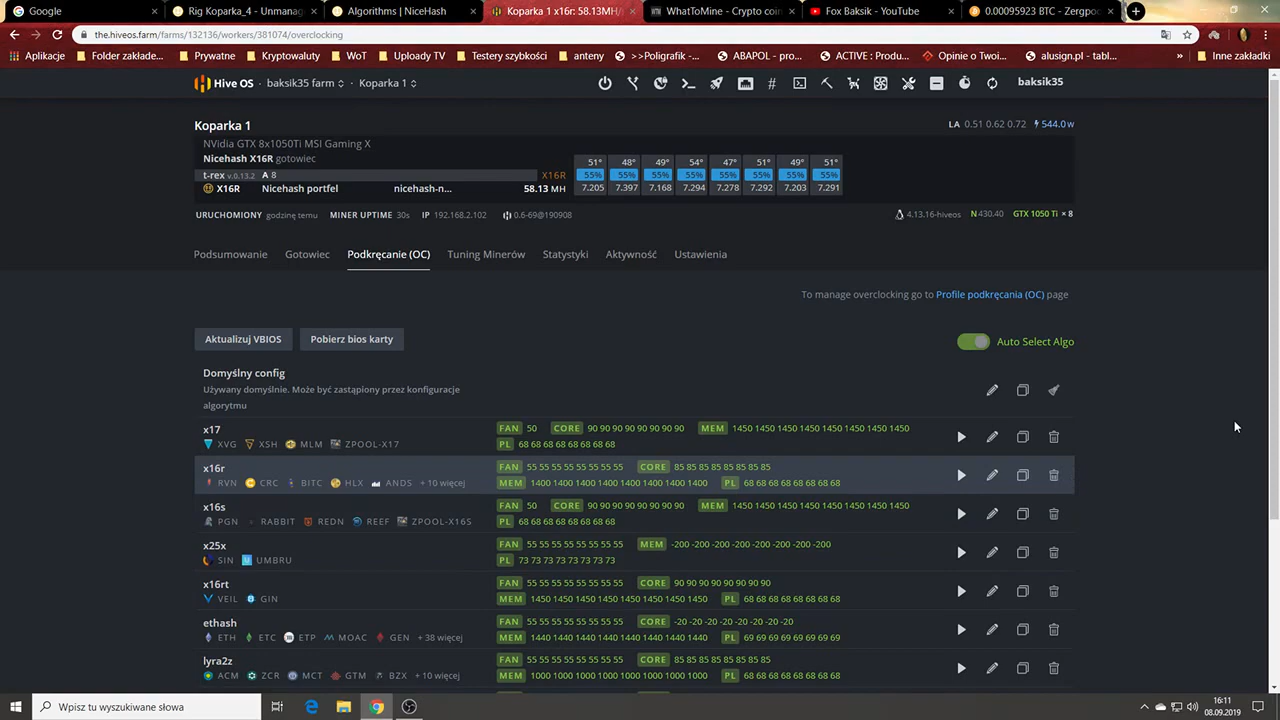 Google
Rig Koparka_4 - Unmanag
Algorithms | NiceHash
Koparka 1 x16r: 58.13MH/
WhatToMine - Crypto coin
Fox Baksik - YouTube
0.00095923 BTC - Zergpoo
the.hiveos.farm/farms/132136/workers/381074/overclocking
Aplikacje
Folder zakłade...
Prywatne
Kryptowaluty
WoT
Uploady TV
Testery szybkości
anteny
>>Poligrafik -...
ABAPOL - pro...
ACTIVE : Produ...
Opinie o Twoi...
alusign.pl - tabl...
»
Inne zakładki
Hive OS
baksik35 farm
Koparka 1
baksik35
Koparka 1
LA 0.51 0.62 0.72 544.0 w
NVidia GTX 8x1050Ti MSI Gaming X
Nicehash X16R gotowiec
51° 48° 49° 54° 47° 51° 49° 51°
t-rex v.0.13.2 A 8 X16R
55% 55% 55% 55% 55% 55% 55% 55%
X16R Nicehash portfel nicehash-n... 58.13 MH
7.205 7.397 7.168 7.294 7.278 7.292 7.203 7.291
URUCHOMIONY godzinę temu MINER UPTIME 30s IP 192.168.2.102 0.6-69@190908
4.13.16-hiveos N 430.40 GTX 1050 Ti × 8
Podsumowanie
Gotowiec
Podkręcanie (OC)
Tuning Minerów
Statystyki
Aktywność
Ustawienia
To manage overclocking go to Profile podkręcania (OC) page
Aktualizuj VBIOS
Pobierz bios karty
Auto Select Algo
Domyślny config
Używany domyślnie. Może być zastąpiony przez konfiguracje
algorytmu
x17
XVG XSH MLM ZPOOL-X17
FAN 50 CORE 90 90 90 90 90 90 90 90 MEM 1450 1450 1450 1450 1450 1450 1450 1450
PL 68 68 68 68 68 68 68 68
x16r
RVN CRC BITC HLX ANDS + 10 więcej
FAN 55 55 55 55 55 55 55 55 CORE 85 85 85 85 85 85 85 85
MEM 1400 1400 1400 1400 1400 1400 1400 1400 PL 68 68 68 68 68 68 68 68
x16s
PGN RABBIT REDN REEF ZPOOL-X16S
FAN 50 CORE 90 90 90 90 90 90 90 90 MEM 1450 1450 1450 1450 1450 1450 1450 1450
PL 68 68 68 68 68 68 68 68
x25x
SIN UMBRU
FAN 55 55 55 55 55 55 55 55 MEM -200 -200 -200 -200 -200 -200 -200 -200
PL 73 73 73 73 73 73 73 73
x16rt
VEIL GIN
FAN 55 55 55 55 55 55 55 55 CORE 90 90 90 90 90 90 90 90
MEM 1450 1450 1450 1450 1450 1450 1450 1450 PL 68 68 68 68 68 68 68 68
ethash
ETH ETC ETP MOAC GEN + 38 więcej
FAN 55 55 55 55 55 55 55 55 CORE -20 -20 -20 -20 -20 -20 -20 -20
MEM 1440 1440 1440 1440 1440 1440 1440 1440 PL 69 69 69 69 69 69 69 69
lyra2z
ACM ZCR MCT GTM BZX + 10 więcej
FAN 55 55 55 55 55 55 55 55 CORE 85 85 85 85 85 85 85 85
MEM 1000 1000 1000 1000 1000 1000 1000 1000 PL 68 68 68 68 68 68 68 68
Wpisz tu wyszukiwane słowa
16:11
08.09.2019